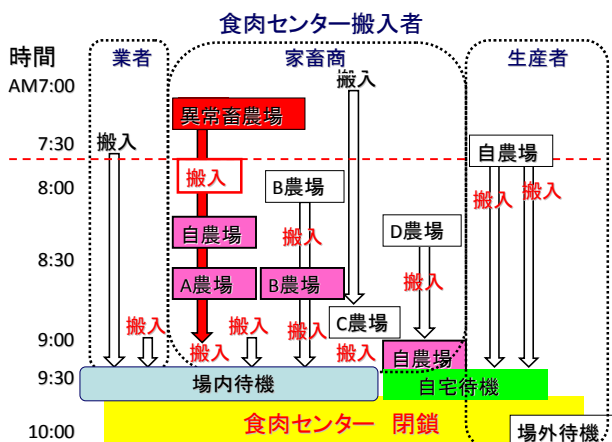 食肉センター搬入者
時間
業者
家畜商
生産者
AM7:00
搬入
異常畜農場
7:30
搬入
自農場
搬入
B農場
8:00
搬入
搬入
自農場
搬入
D農場
8:30
A農場
B農場
搬入
C農場
9:00
搬入
搬入
搬入
搬入
搬入
自農場
9:30
場内待機
自宅待機
食肉センター 閉鎖
場外待機
10:00